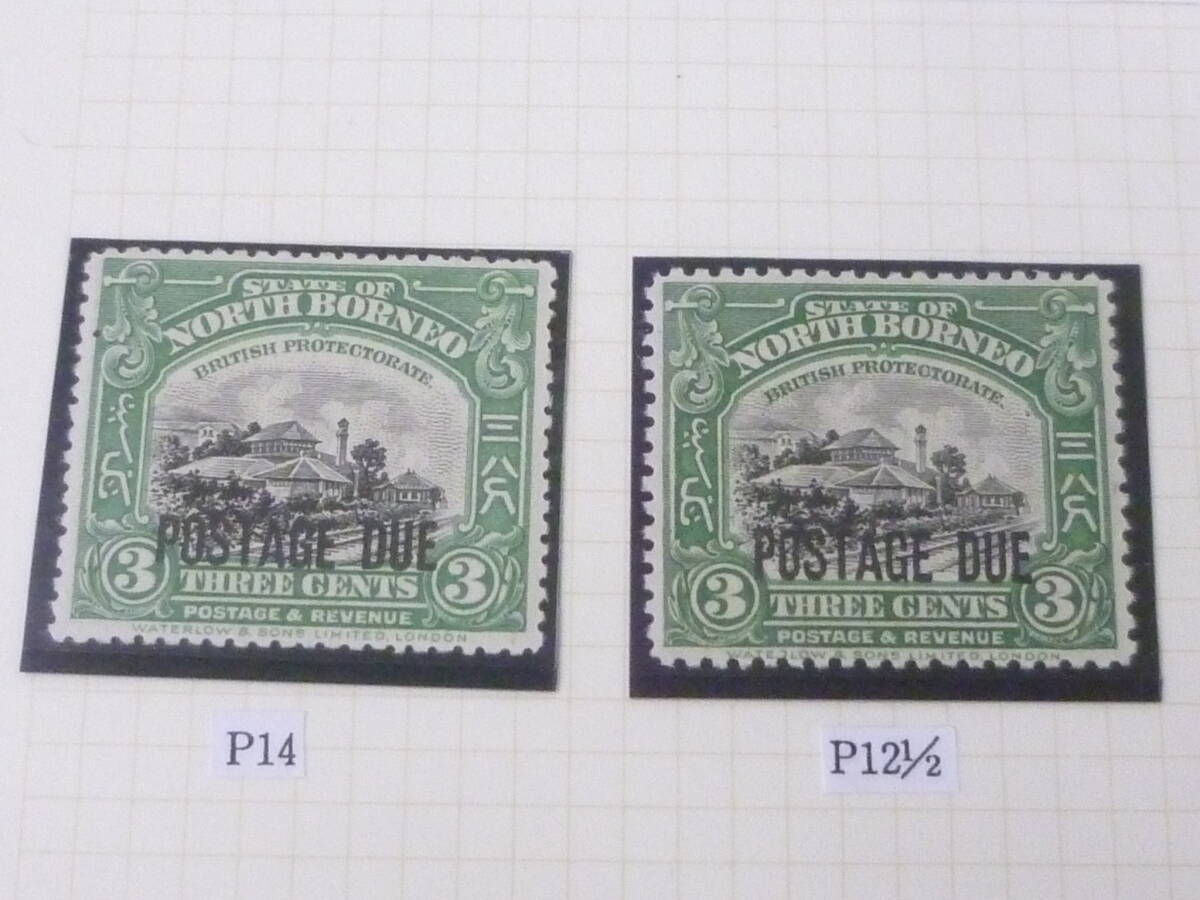 STATE OF
NORTH BORNEO
BRITISH PROTECTORATE.
POSTAGE DUE
3 THREE CENTS 3
POSTAGE & REVENUE
WATERLOW & SONS LIMITED, LONDON
P14
STATE OF
NORTH BORNEO
BRITISH PROTECTORATE.
POSTAGE DUE
3 THREE CENTS 3
POSTAGE & REVENUE
WATERLOW & SONS LIMITED, LONDON
P12½